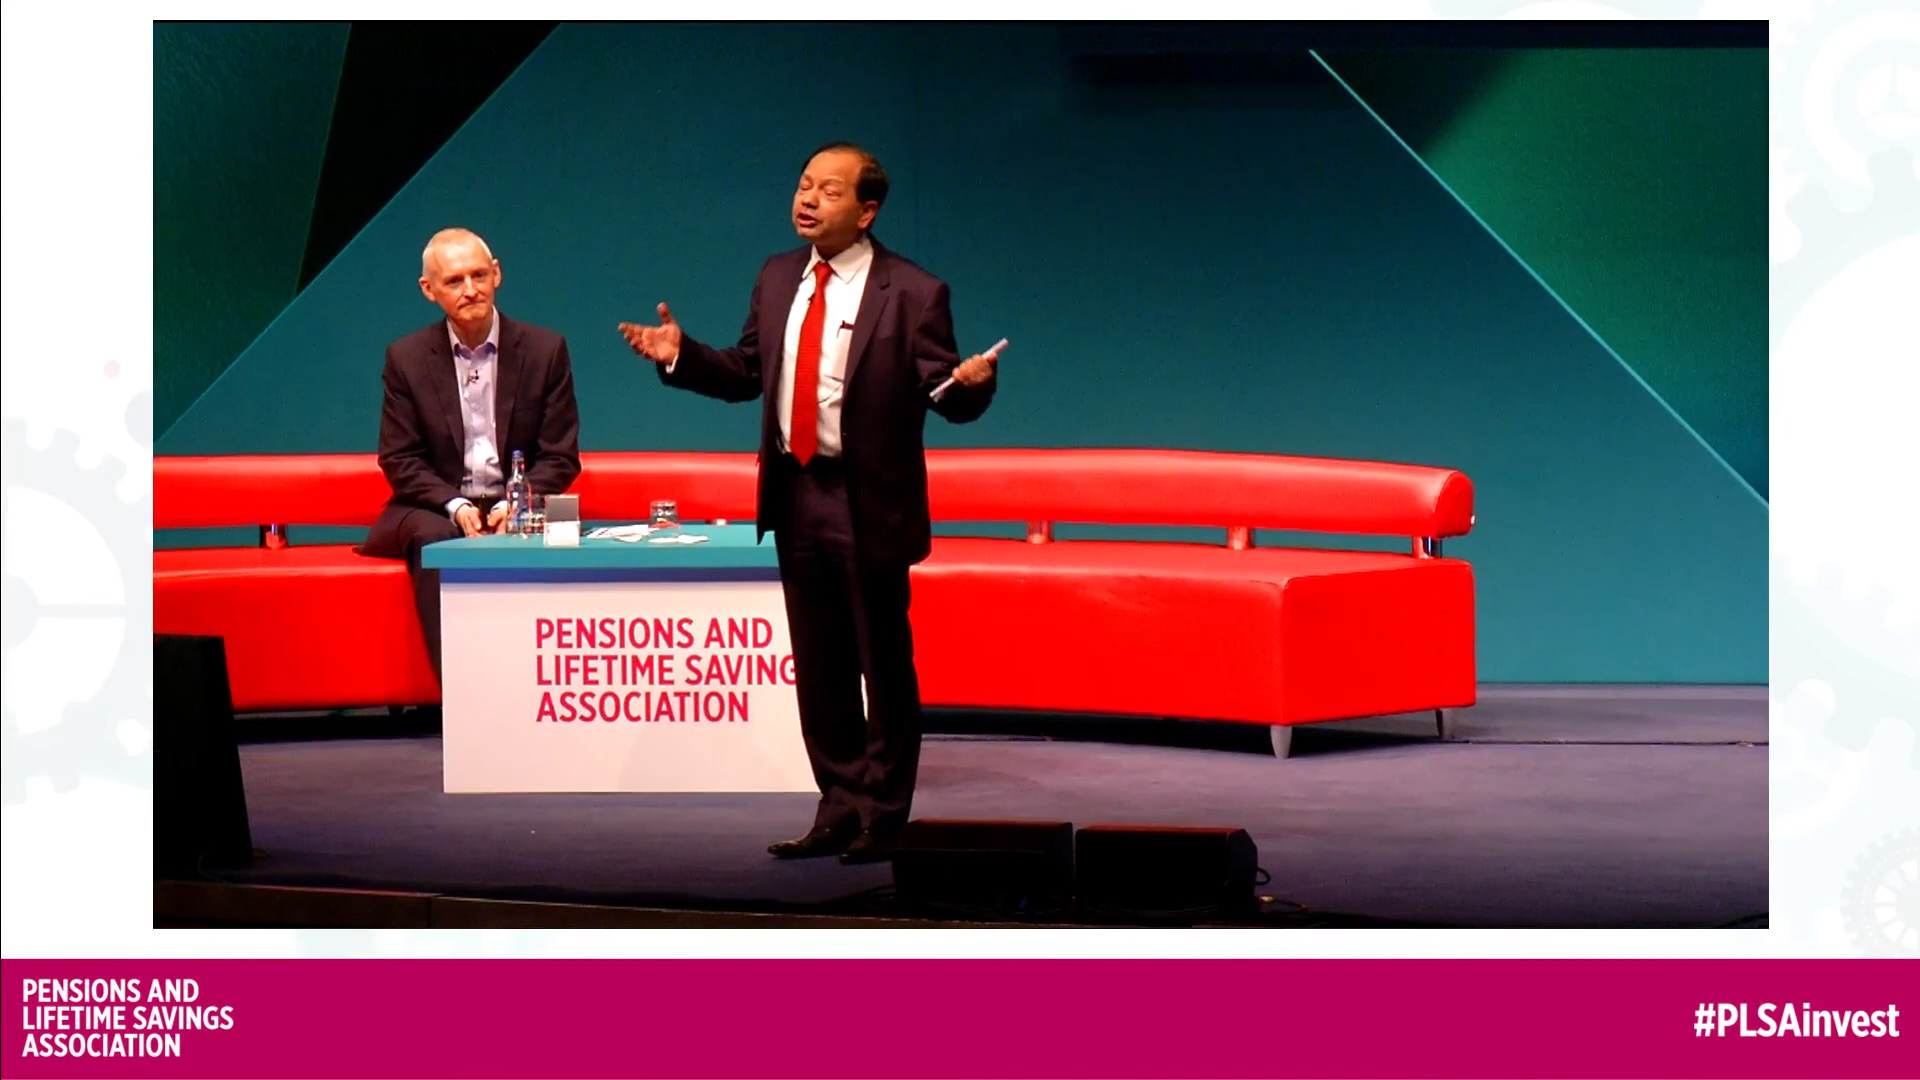 PENSIONS AND
LIFETIME SAVING
ASSOCIATION
PENSIONS AND
LIFETIME SAVINGS
ASSOCIATION
#PLSAinvest